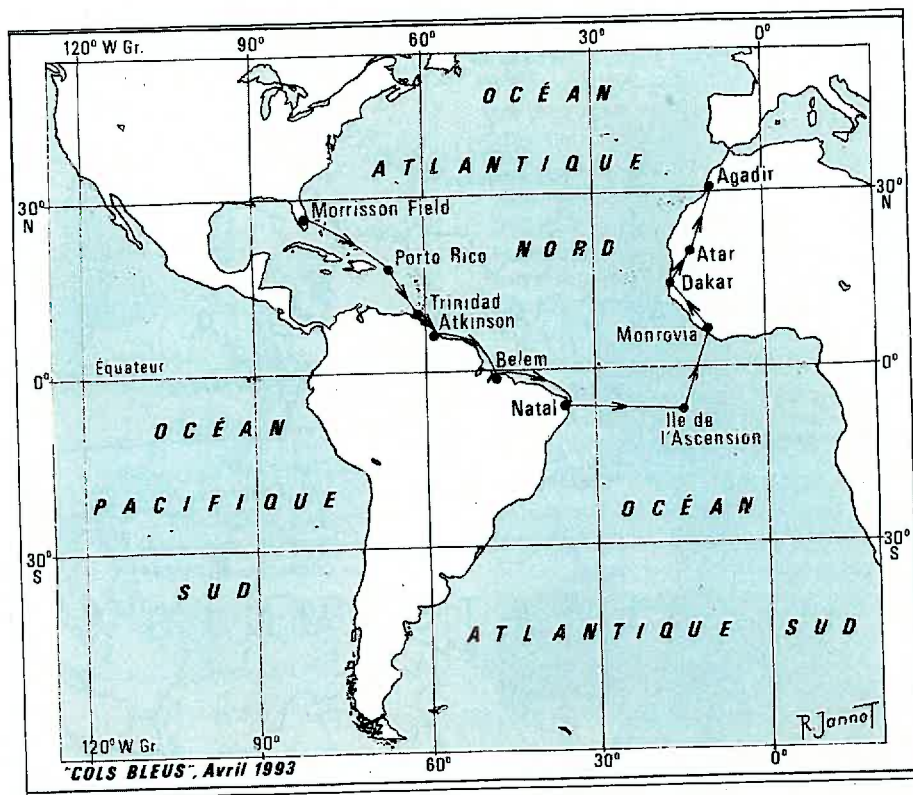 120° W Gr.
90°
60°
30°
0°
OCÉAN
ATLANTIQUE
NORD
30°
N
Morrisson Field
Porto Rico
Trinidad
Atkinson
Agadir
30°
N
Atar
Dakar
Monrovia
Équateur
0°
Belem
Natal
Ile de
l'Ascension
0°
OCÉAN
PACIFIQUE
SUD
OCÉAN
ATLANTIQUE SUD
30°
S
30°
S
R. Jannot
120° W Gr.
90°
60°
30°
0°
"COLS BLEUS", Avril 1993